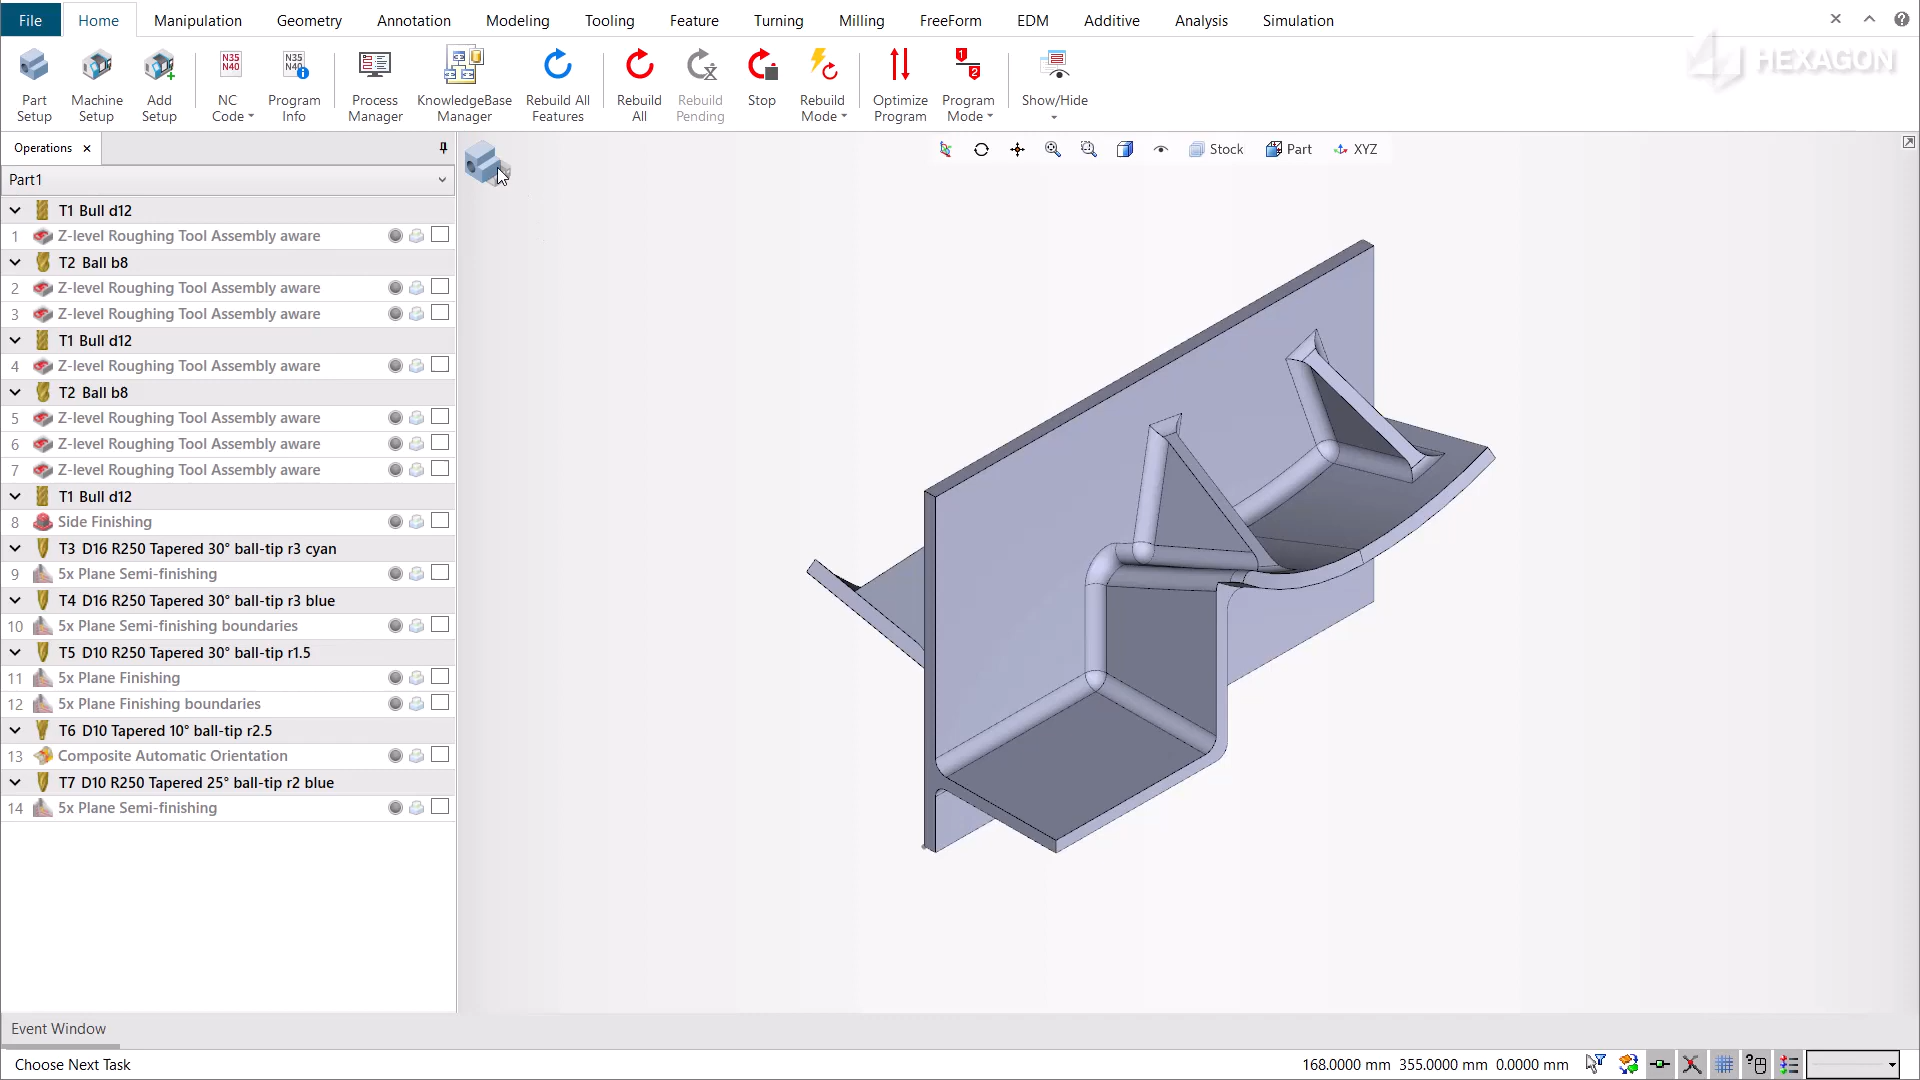 File Home Manipulation Geometry Annotation Modeling Tooling Feature Turning Milling FreeForm EDM Additive Analysis Simulation
HEXAGON
N35
N40
N35
N40
1
2
Part
Setup
Machine
Setup
Add
Setup
NC
Code
Program
Info
Process
Manager
KnowledgeBase
Manager
Rebuild All
Features
Rebuild
All
Rebuild
Pending
Stop
Rebuild
Mode
Optimize
Program
Program
Mode
Show/Hide
Operations
Stock Part XYZ
Part1
T1 Bull d12
1 Z-level Roughing Tool Assembly aware
T2 Ball b8
2 Z-level Roughing Tool Assembly aware
3 Z-level Roughing Tool Assembly aware
T1 Bull d12
4 Z-level Roughing Tool Assembly aware
T2 Ball b8
5 Z-level Roughing Tool Assembly aware
6 Z-level Roughing Tool Assembly aware
7 Z-level Roughing Tool Assembly aware
T1 Bull d12
8 Side Finishing
T3 D16 R250 Tapered 30° ball-tip r3 cyan
9 5x Plane Semi-finishing
T4 D16 R250 Tapered 30° ball-tip r3 blue
10 5x Plane Semi-finishing boundaries
T5 D10 R250 Tapered 30° ball-tip r1.5
11 5x Plane Finishing
12 5x Plane Finishing boundaries
T6 D10 Tapered 10° ball-tip r2.5
13 Composite Automatic Orientation
T7 D10 R250 Tapered 25° ball-tip r2 blue
14 5x Plane Semi-finishing
Event Window
Choose Next Task
168.0000 mm 355.0000 mm 0.0000 mm